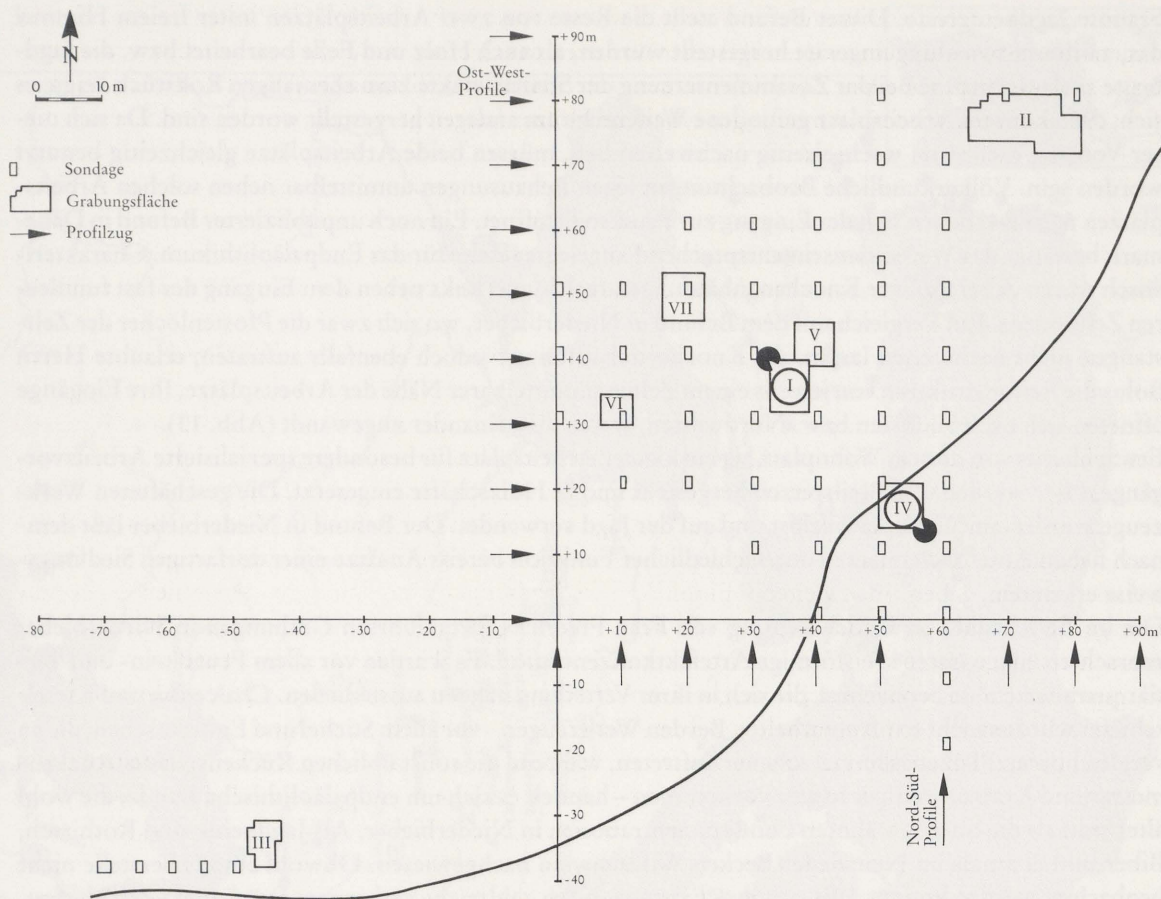 N
0 10 m
Sondage
Grabungsfläche
Profilzug
Ost-West-
Profile
+90 m
+80
+70
+60
+50
+40
+30
+20
+10
-10
-20
-30
-40
-80 -70 -60 -50 -40 -30 -20 -10 +10 +20 +30 +40 +50 +60 +70 +80 +90m
II
VII
V
I
VI
IV
III
Nord-Süd-
Profile